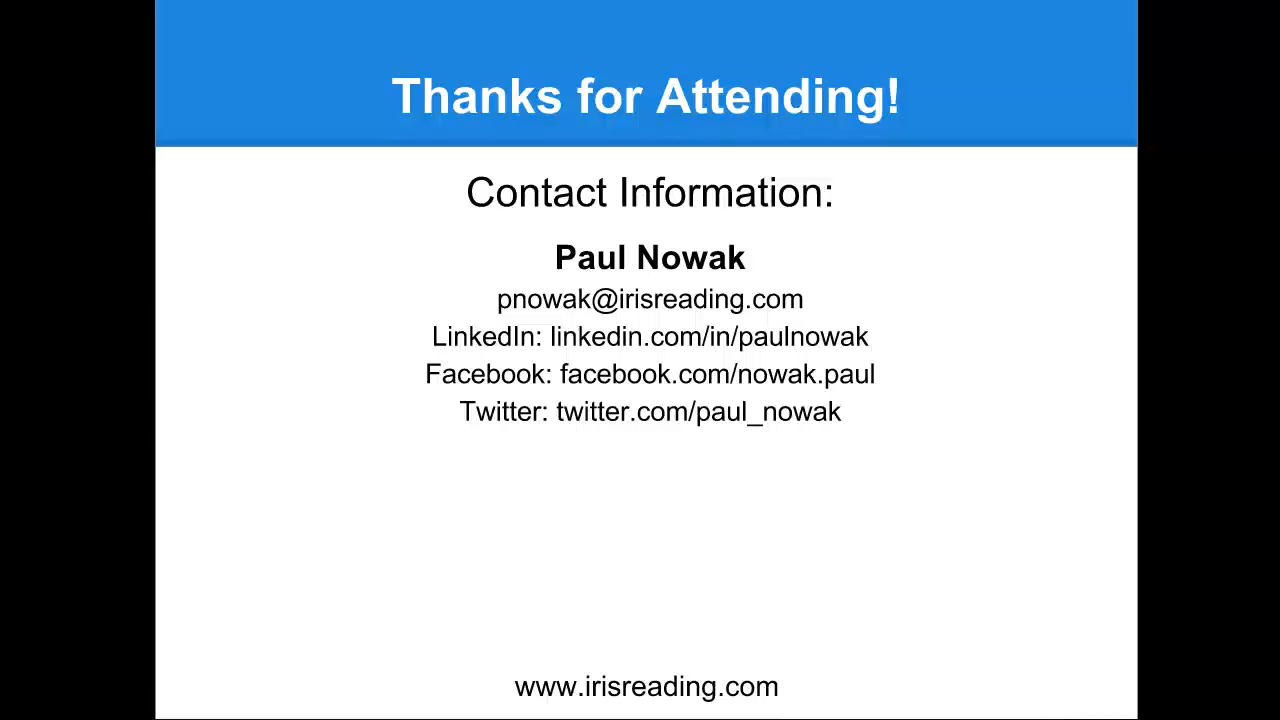 Thanks for Attending!
Contact Information:
Paul Nowak
pnowak@irisreading.com
LinkedIn: linkedin.com/in/paulnowak
Facebook: facebook.com/nowak.paul
Twitter: twitter.com/paul_nowak
www.irisreading.com